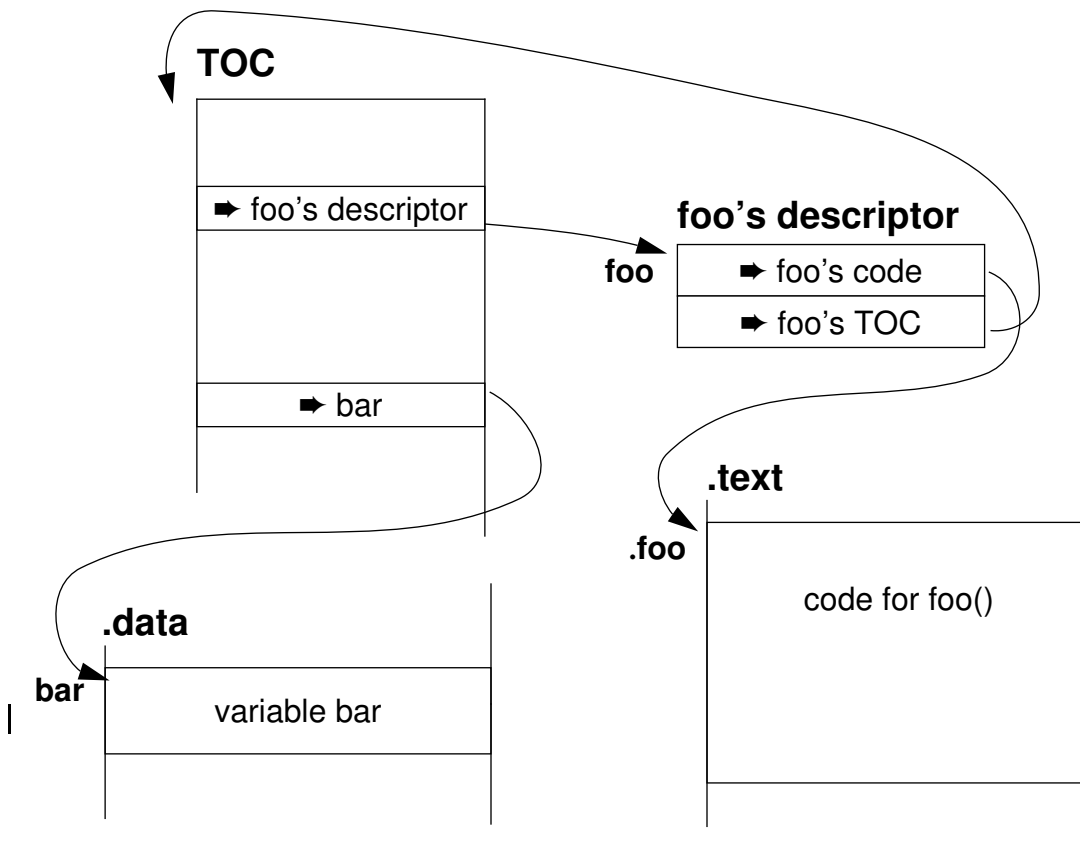 TOC
➨ foo’s descriptor
foo’s descriptor
foo
➨ foo’s code
➨ foo’s TOC
➨ bar
.text
.foo
code for foo()
.data
bar
variable bar